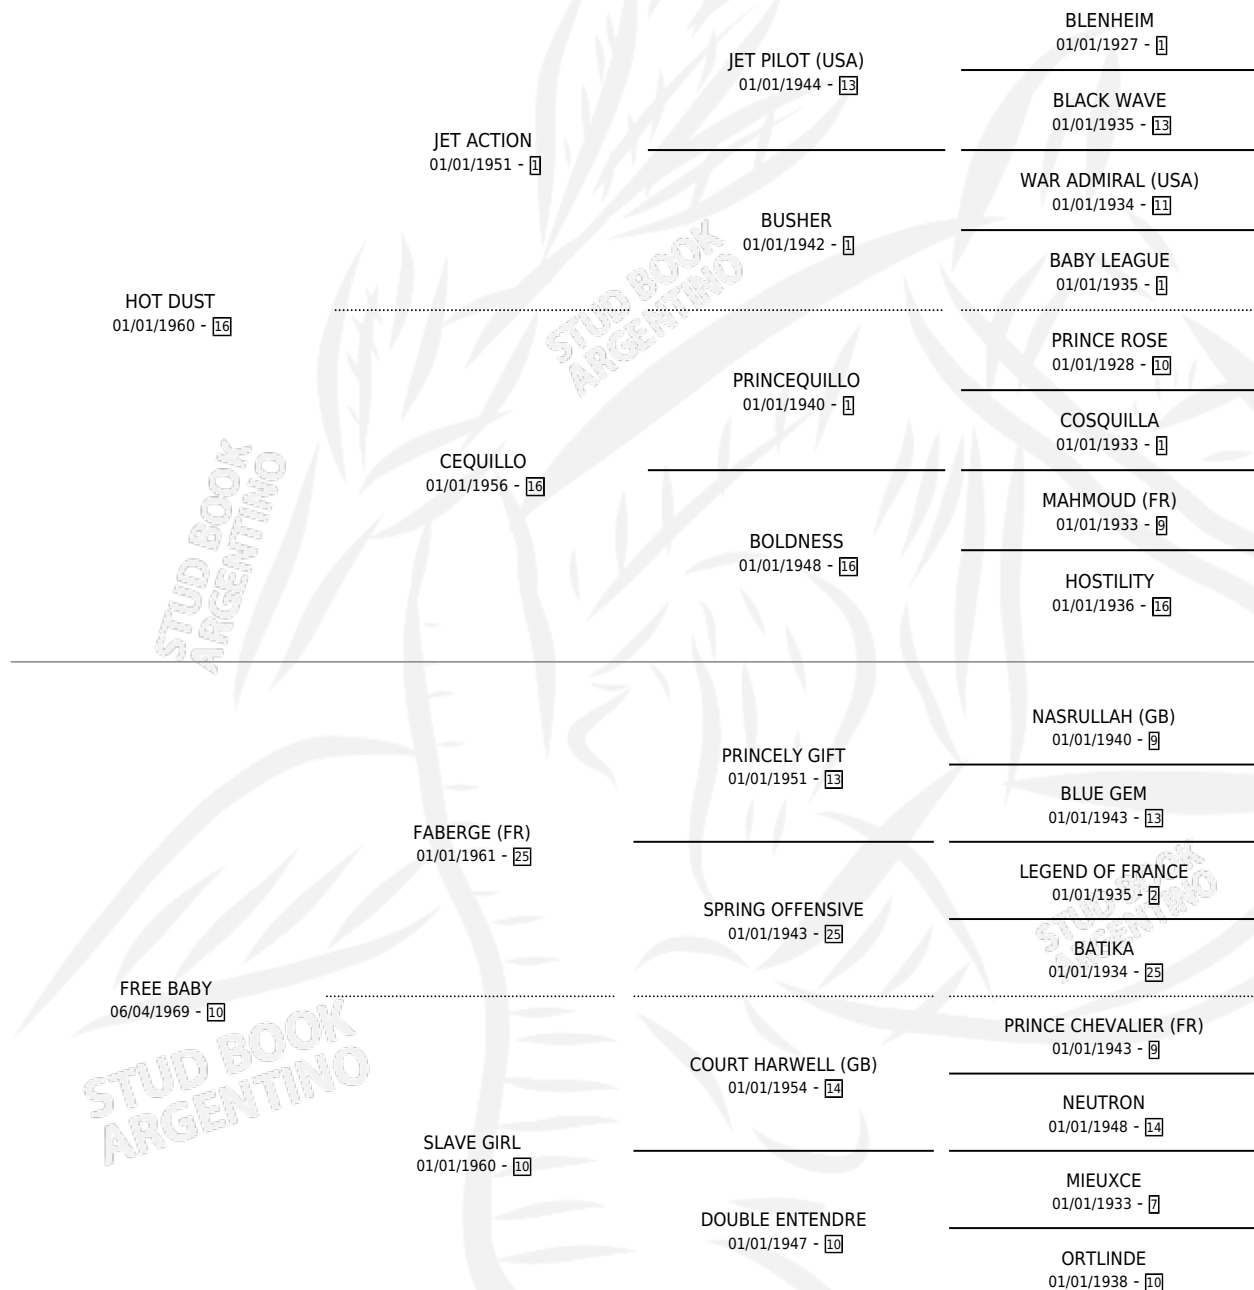 BLENHEIM
01/01/1927 - 1
JET PILOT (USA)
01/01/1944 - 13
BLACK WAVE
01/01/1935 - 13
JET ACTION
01/01/1951 - 1
WAR ADMIRAL (USA)
01/01/1934 - 11
BUSHER
01/01/1942 - 1
BABY LEAGUE
01/01/1935 - 1
HOT DUST
01/01/1960 - 16
PRINCE ROSE
01/01/1928 - 10
PRINCEQUILLO
01/01/1940 - 1
COSQUILLA
01/01/1933 - 1
CEQUILLO
01/01/1956 - 16
MAHMOUD (FR)
01/01/1933 - 9
BOLDNESS
01/01/1948 - 16
HOSTILITY
01/01/1936 - 16
STUD BOOK
ARGENTINO
STUD BOOK
ARGENTINO
NASRULLAH (GB)
01/01/1940 - 9
PRINCELY GIFT
01/01/1951 - 13
BLUE GEM
01/01/1943 - 13
FABERGE (FR)
01/01/1961 - 25
LEGEND OF FRANCE
01/01/1935 - 2
SPRING OFFENSIVE
01/01/1943 - 25
BATIKA
01/01/1934 - 25
FREE BABY
06/04/1969 - 10
PRINCE CHEVALIER (FR)
01/01/1943 - 9
COURT HARWELL (GB)
01/01/1954 - 14
NEUTRON
01/01/1948 - 14
SLAVE GIRL
01/01/1960 - 10
MIEUXCE
01/01/1933 - 7
DOUBLE ENTENDRE
01/01/1947 - 10
ORTLINDE
01/01/1938 - 10
STUD BOOK
ARGENTINO
STUD BOOK
ARGENTINO